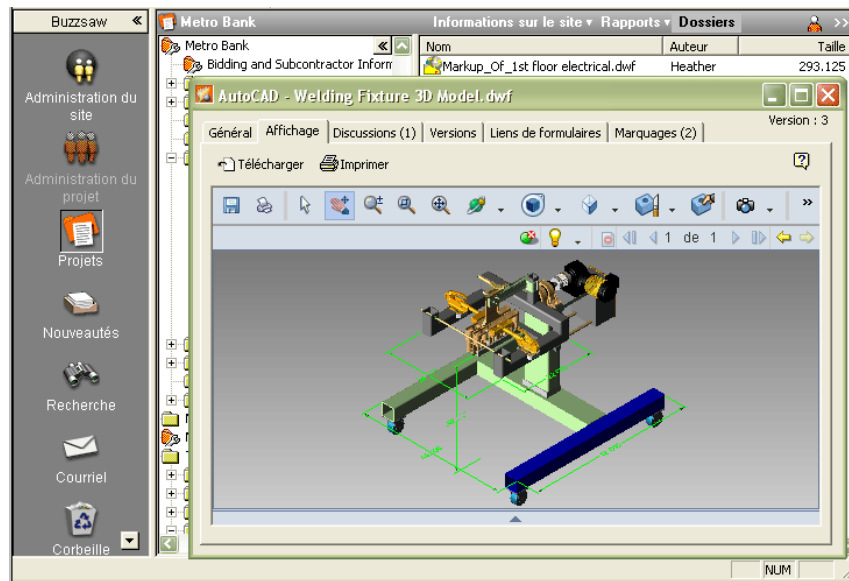 Buzzsaw «
Metro Bank Informations sur le site ▾ Rapports ▾ Dossiers >>
Metro Bank «
Nom Auteur Taille
Bidding and Subcontractor Inform
Markup_Of_1st floor electrical.dwf Heather 293.125
Administration du
site
Administration du
projet
Projets
Nouveautés
Recherche
Courriel
Corbeille
AutoCAD - Welding Fixture 3D Model.dwf
Version : 3
Général Affichage Discussions (1) Versions Liens de formulaires Marquages (2)
Télécharger Imprimer
1 de 1
NUM